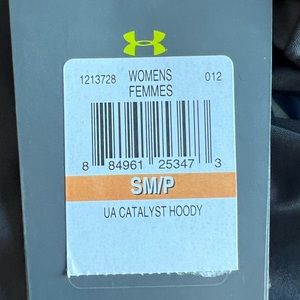 1213728 WOMENS 012
FEMMES
8 84961 25347 3
SM/P
UA CATALYST HOODY